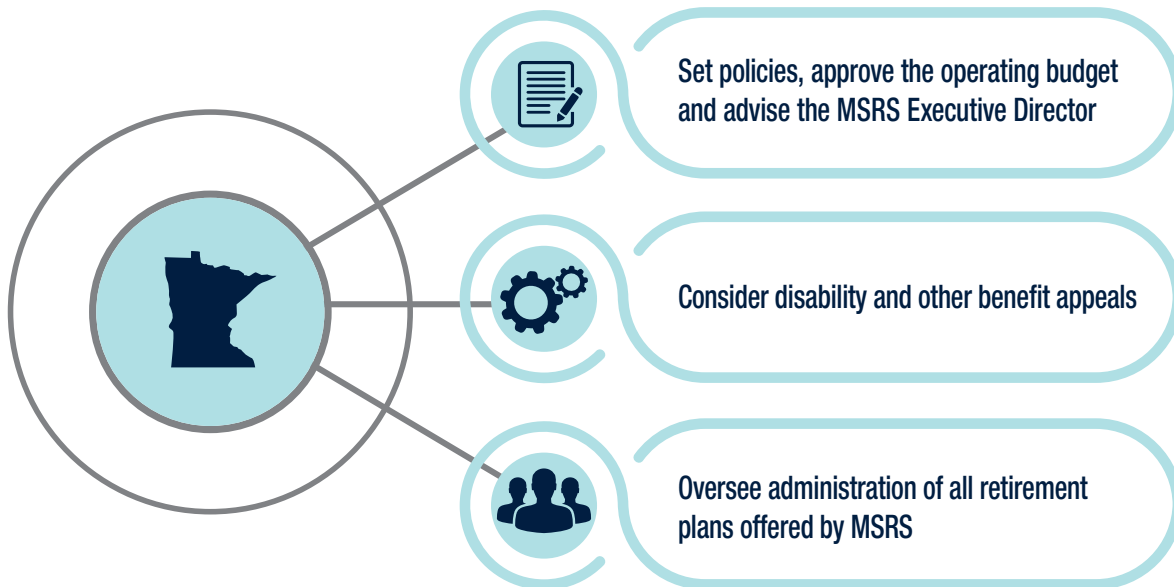 Set policies, approve the operating budget
and advise the MSRS Executive Director
Consider disability and other benefit appeals
Oversee administration of all retirement
plans offered by MSRS